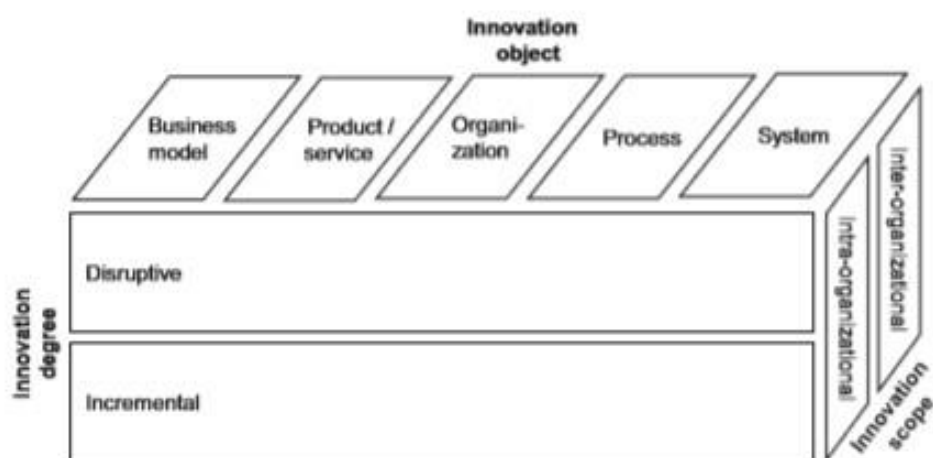 Innovation
object
Business
model
Product /
service
Organi-
zation
Process
System
Inter-organizational
Intra-organizational
Disruptive
Innovation
degree
Incremental
Innovation
scope